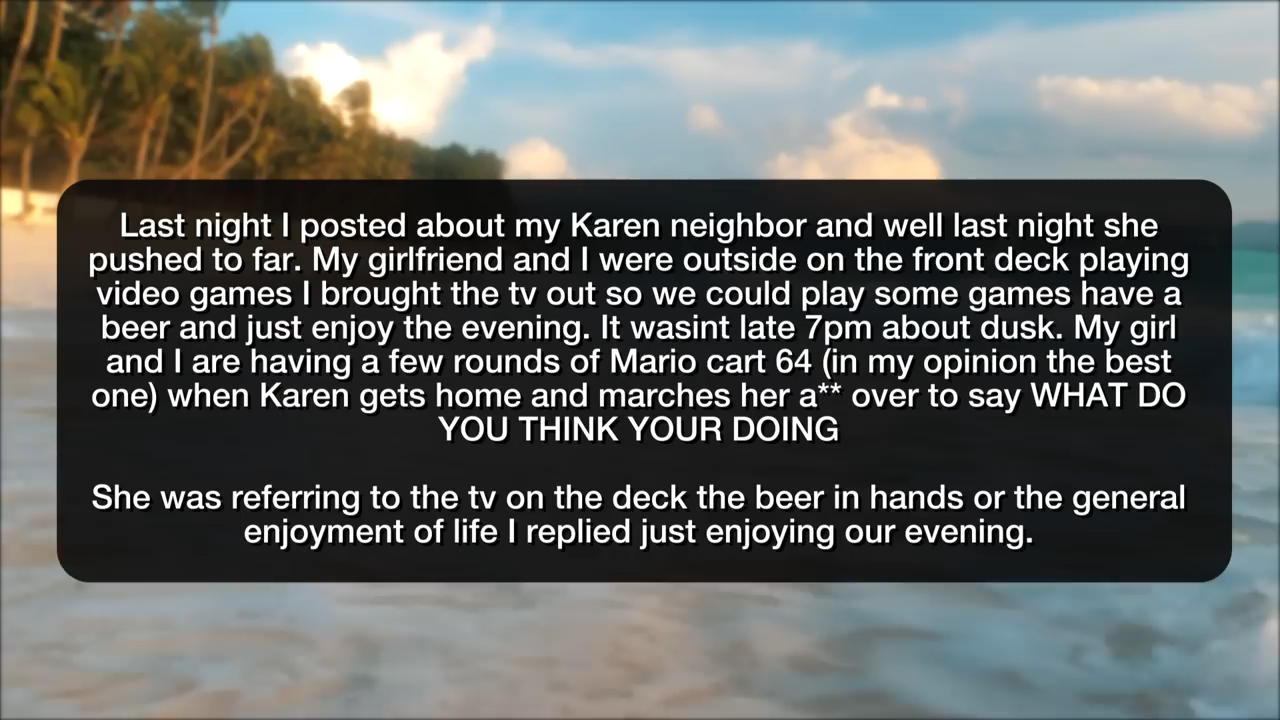 Last night I posted about my Karen neighbor and well last night she
pushed to far. My girlfriend and I were outside on the front deck playing
video games I brought the tv out so we could play some games have a
beer and just enjoy the evening. It wasint late 7pm about dusk. My girl
and I are having a few rounds of Mario cart 64 (in my opinion the best
one) when Karen gets home and marches her a** over to say WHAT DO
YOU THINK YOUR DOING
She was referring to the tv on the deck the beer in hands or the general
enjoyment of life I replied just enjoying our evening.